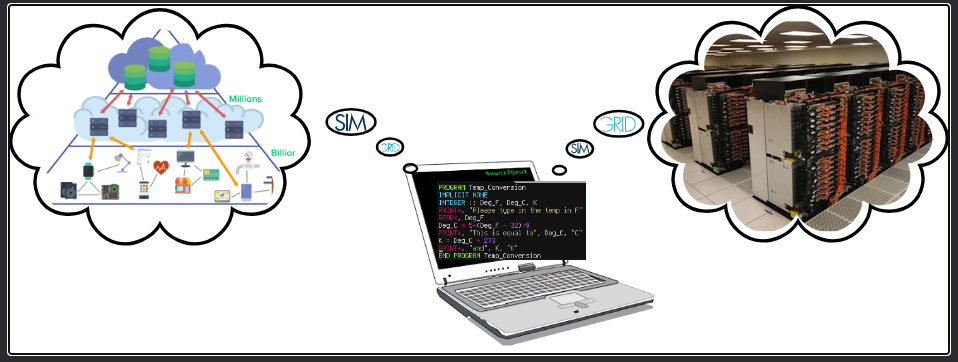 Millions
Billior
SIM
GRID
GRID
SIM
PROGRAM Temp_Conversion
IMPLICIT NONE
INTEGER :: Deg_F, Deg_C, K
PRINT*, "Please type in the temp in F"
READ*, Deg_F
Deg_C = 5*(Deg_F - 32)/9
PRINT*, "This is equal to", Deg_C, "C"
K = Deg_C + 273
PRINT*, "and", K, "K"
END PROGRAM Temp_Conversion